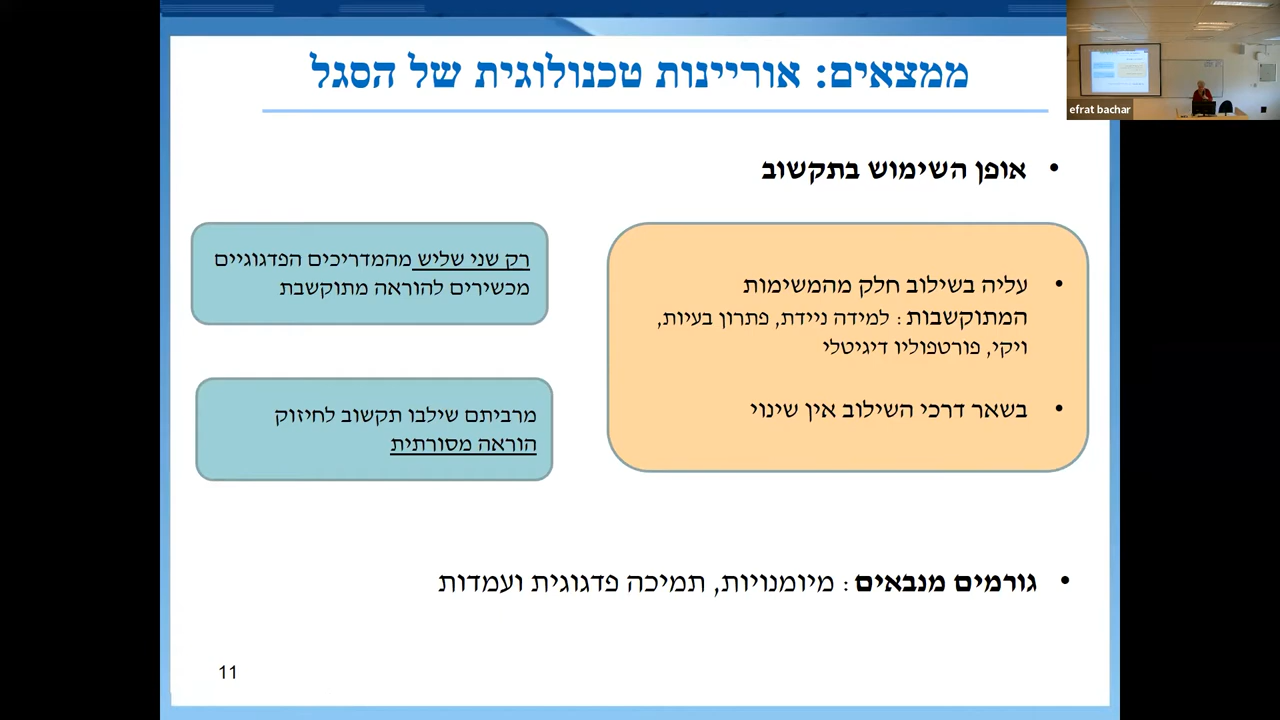 ממצאים: אוריינות טכנולוגית של הסגל
efrat bachar
• אופן השימוש בתקשוב
• עליה בשילוב חלק מהמשימות
המתוקשבות : למידה ניידת, פתרון בעיות,
ויקי, פורטפוליו דיגיטלי
• בשאר דרכי השילוב אין שינוי
רק שני שליש מהמדריכים הפדגוגיים
מכשירים להוראה מתוקשבת
מרביתם שילבו תקשוב לחיזוק
הוראה מסורתית
• גורמים מנבאים : מיומנויות, תמיכה פדגוגית ועמדות
11